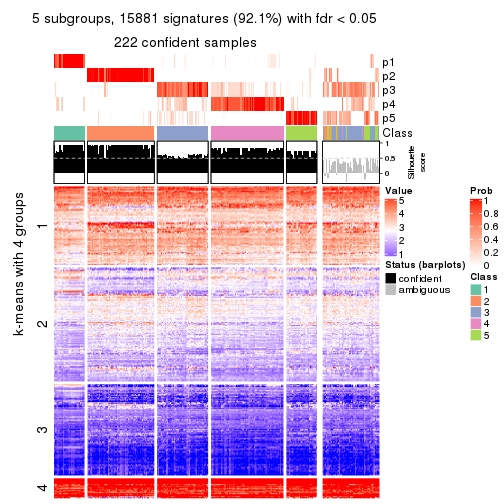 5 subgroups, 15881 signatures (92.1%) with fdr < 0.05
222 confident samples
p1
p2
p3
p4
p5
Class
1
0.5
0
Silhouette
score
k-means with 4 groups
1
2
3
4
Value
5
4
3
2
1
Status (barplots)
confident
ambiguous
Prob
1
0.8
0.6
0.4
0.2
0
Class
1
2
3
4
5